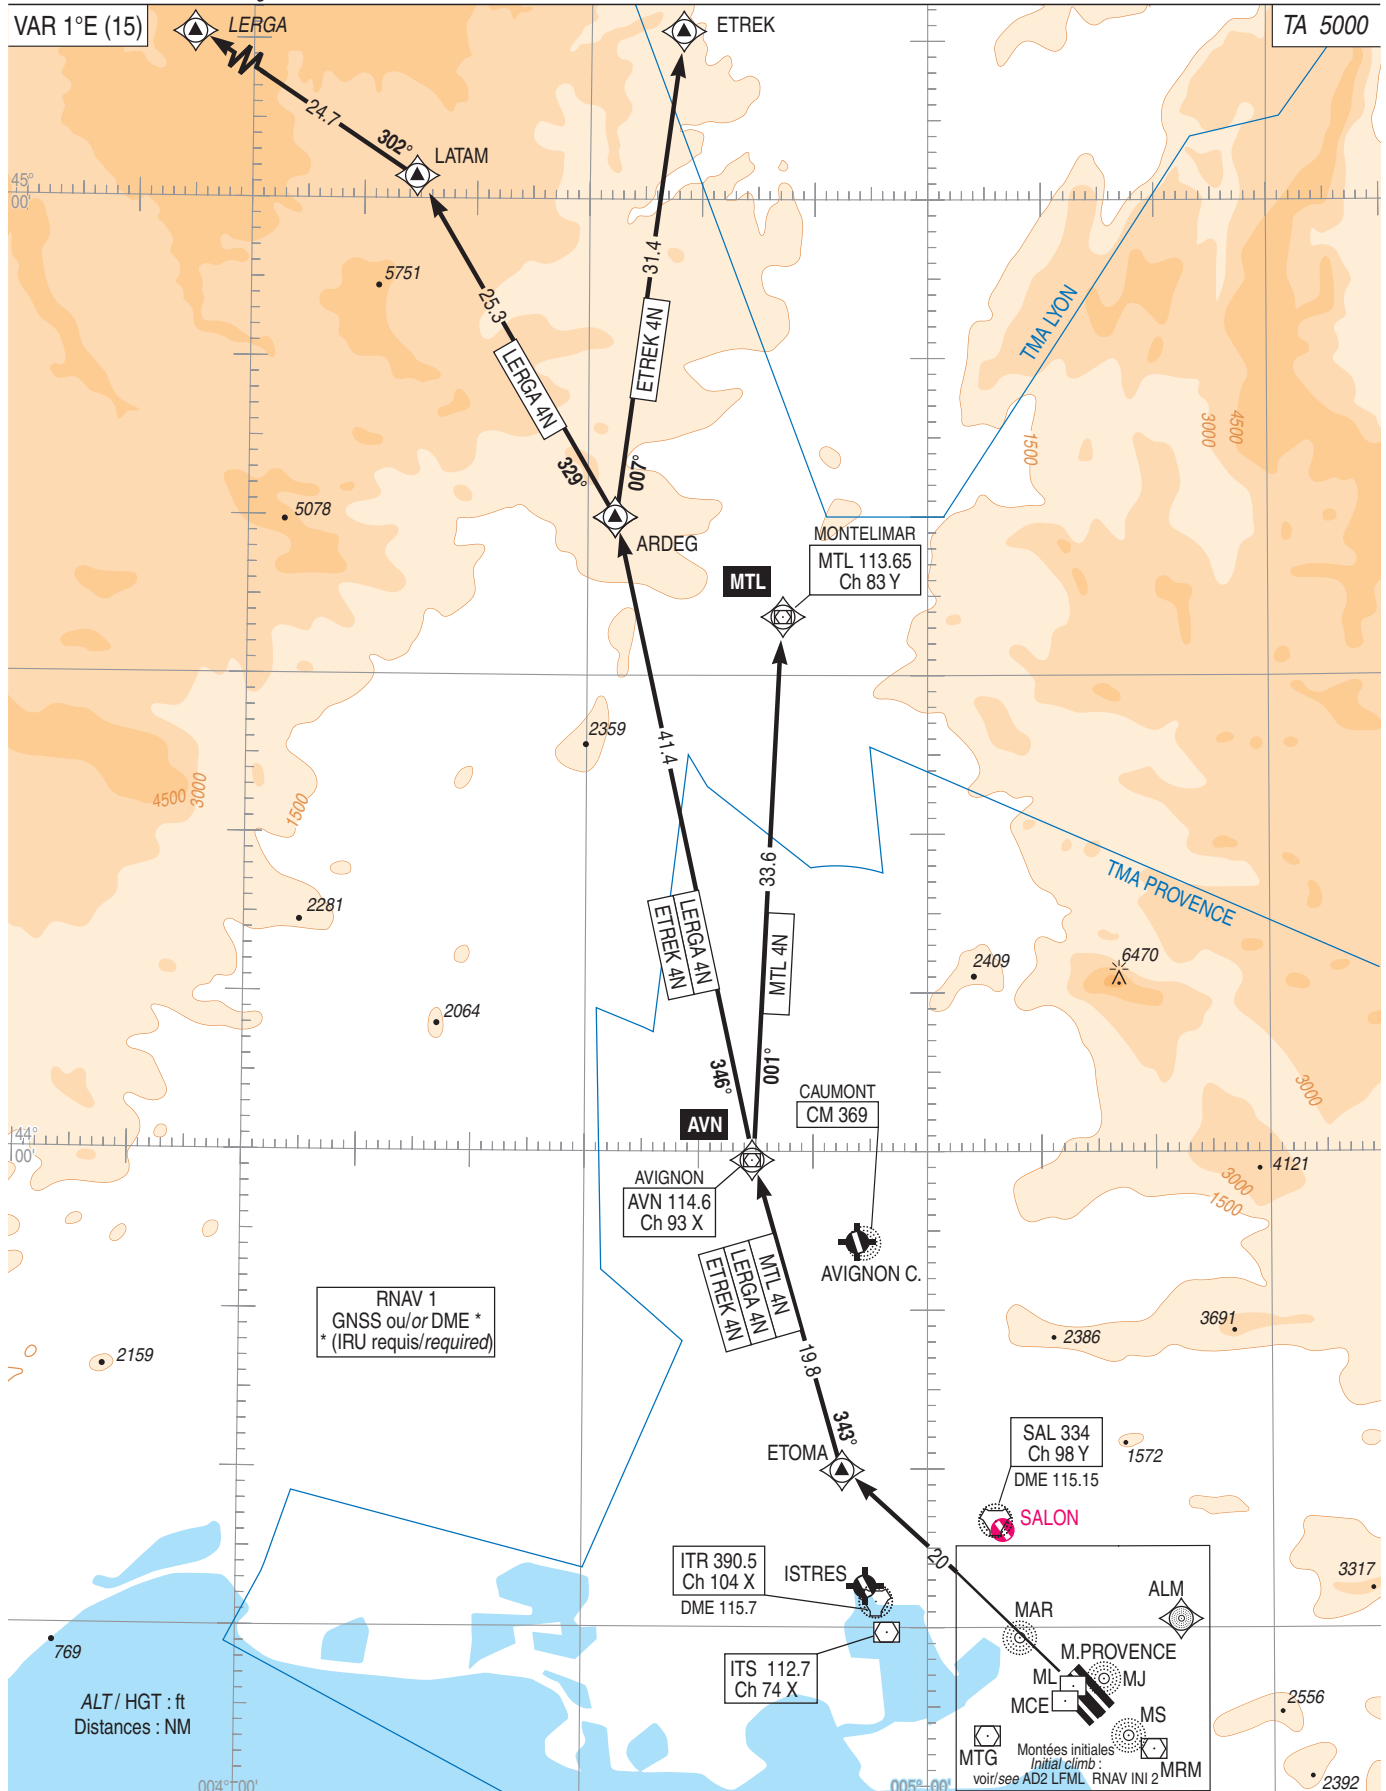 VAR 1°E (15)
LERGA
ETREK
TA 5000
24.7
302°
LATAM
45°
00'
5751
31.4
25.3
ETREK 4N
LERGA 4N
TMA LYON
3000
4500
1500
329°
007°
5078
ARDEG
MONTELIMAR
MTL 113.65
Ch 83 Y
MTL
2359
41.4
4500
3000
1500
33.6
TMA PROVENCE
2281
LERGA 4N
ETREK 4N
MTL 4N
2409
6470
2064
346°
001°
3000
CAUMONT
CM 369
AVN
44°
00'
4121
3000
1500
AVIGNON
AVN 114.6
Ch 93 X
AVIGNON C.
MTL 4N
LERGA 4N
ETREK 4N
RNAV 1
GNSS ou/or DME *
* (IRU requis/required)
3691
2386
2159
19.8
343°
ETOMA
SAL 334
Ch 98 Y
DME 115.15
1572
SALON
20
ITR 390.5
Ch 104 X
DME 115.7
ISTRES
3317
ALM
MAR
769
M.PROVENCE
ITS 112.7
Ch 74 X
ML
MJ
MCE
ALT / HGT : ft
Distances : NM
2556
MS
MTG
Montées initiales
Initial climb :
voir/see AD2 LFML RNAV INI 2
MRM
004°00'
005°00'
2392